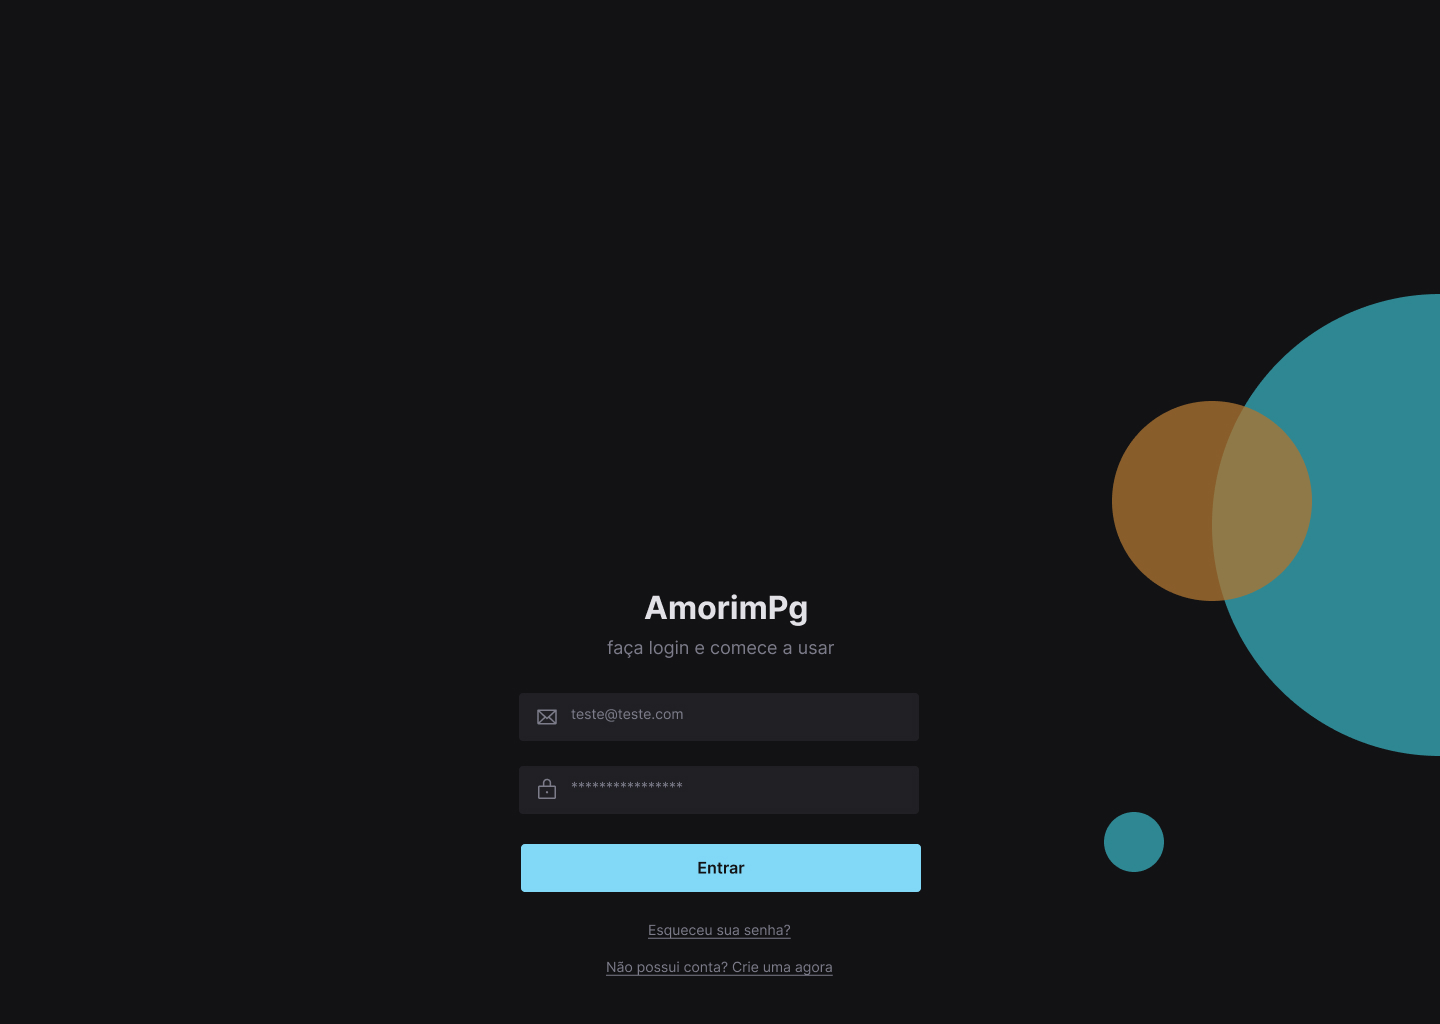 AmorimPg
faça login e comece a usar
teste@teste.com
****************
Entrar
Esqueceu sua senha?
Não possui conta? Crie uma agora